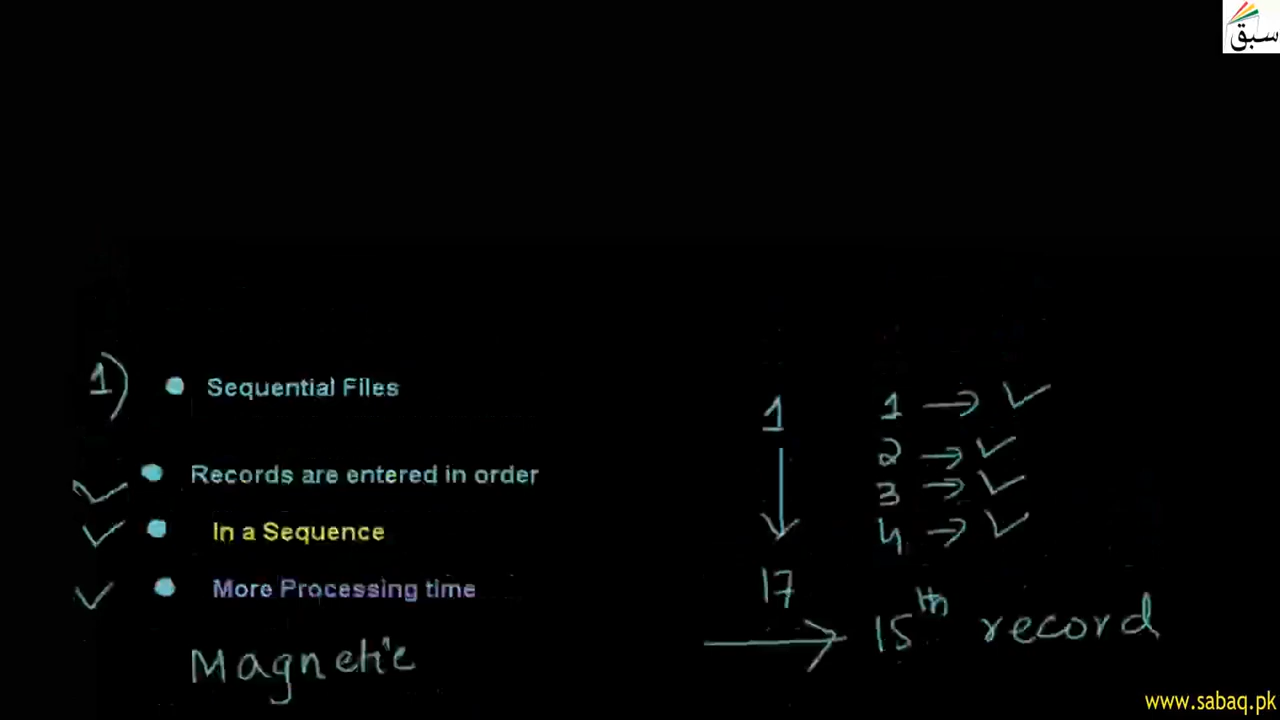 سبق
1) • Sequential Files
• Records are entered in order
• In a Sequence
• More Processing time
Magnetic
1
17
1 → ✓
2 → ✓
3 → ✓
4 → ✓
→ 15th record
www.sabaq.pk